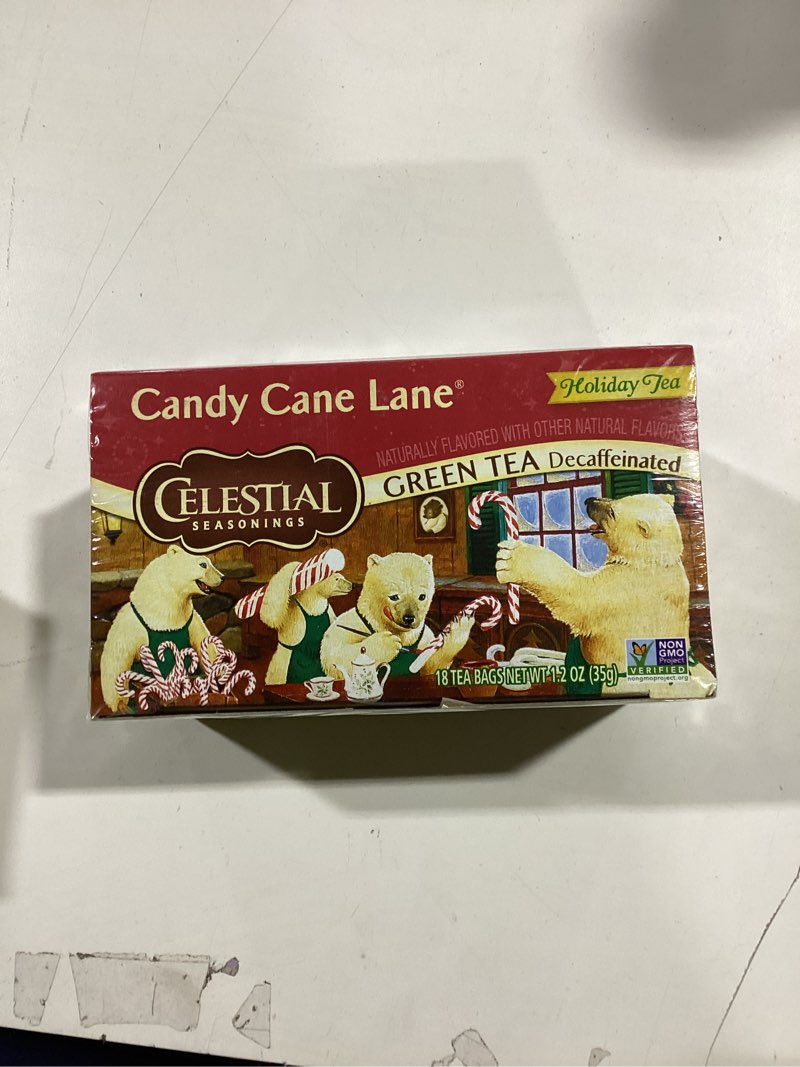 Candy Cane Lane®
Holiday Tea
NATURALLY FLAVORED WITH OTHER NATURAL FLAVORS
GREEN TEA Decaffeinated
CELESTIAL
SEASONINGS
18 TEA BAGS NET WT 1.2 OZ (35g)
NON
GMO
Project
VERIFIED
nongmoproject.org